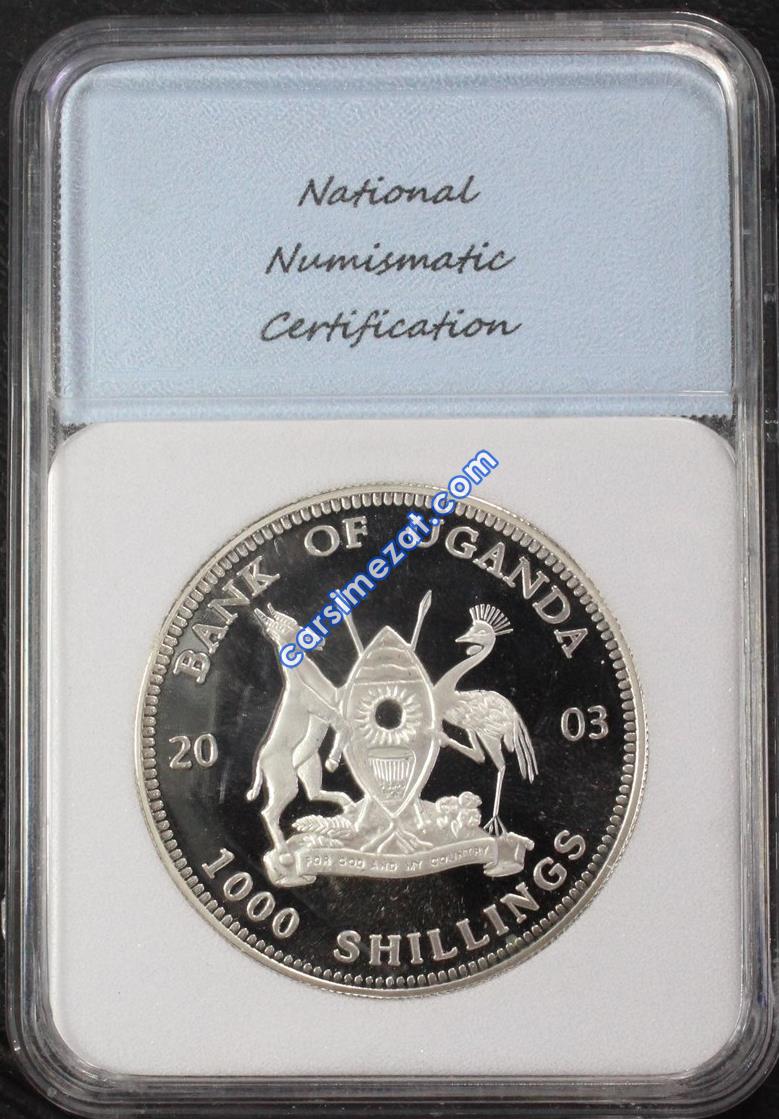 National
Numismatic
Certification
carsimezat.com
BANK OF UGANDA
20 03
FOR GOD AND MY COUNTRY
1000 SHILLINGS